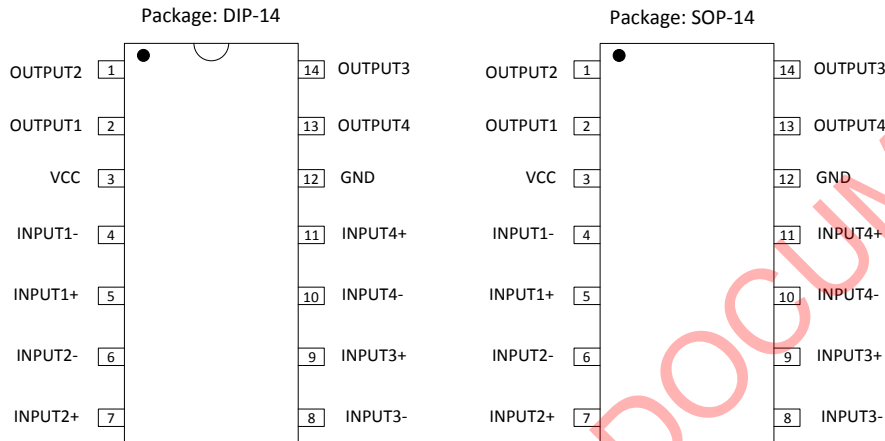 Package: DIP-14
OUTPUT2 1 14 OUTPUT3
OUTPUT1 2 13 OUTPUT4
VCC 3 12 GND
INPUT1- 4 11 INPUT4+
INPUT1+ 5 10 INPUT4-
INPUT2- 6 9 INPUT3+
INPUT2+ 7 8 INPUT3-
Package: SOP-14
OUTPUT2 1 14 OUTPUT3
OUTPUT1 2 13 OUTPUT4
VCC 3 12 GND
INPUT1- 4 11 INPUT4+
INPUT1+ 5 10 INPUT4-
INPUT2- 6 9 INPUT3+
INPUT2+ 7 8 INPUT3-
DOCUM